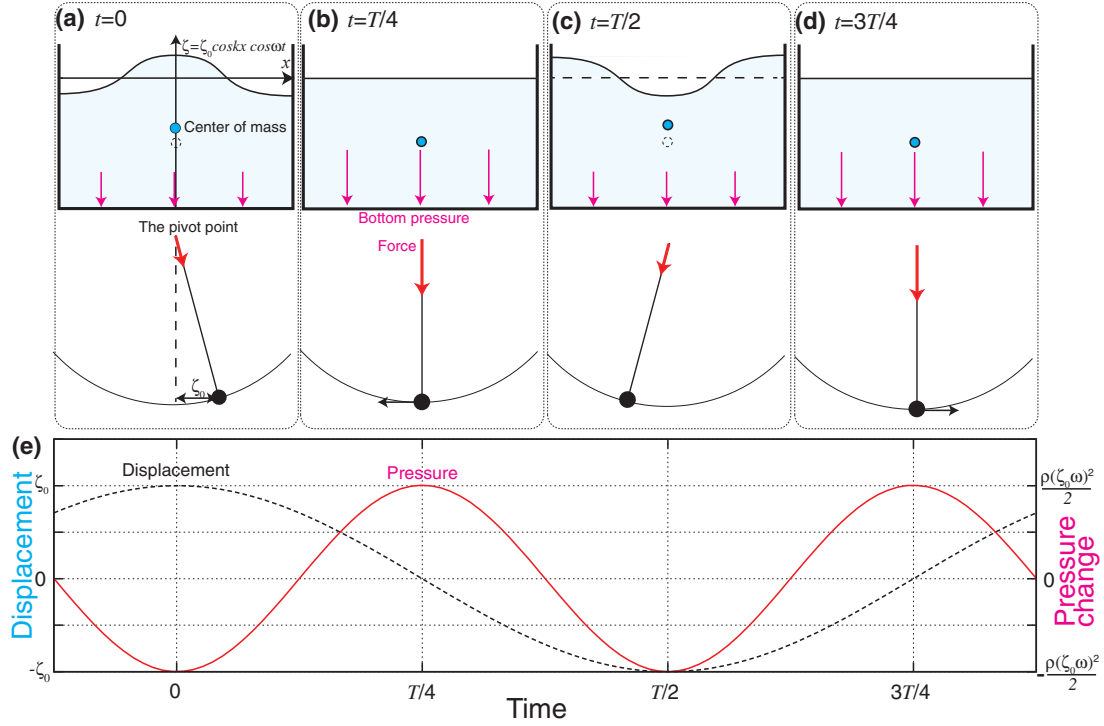 (a) t=0
(b) t=T/4
(c) t=T/2
(d) t=3T/4
ζ=ζ₀coskx cosωt
x
Center of mass
The pivot point
Bottom pressure
Force
ζ₀
(e)
Displacement
Pressure
Displacement
ζ₀
0
-ζ₀
ρ(ζ₀ω)²
2
0
-ρ(ζ₀ω)²
2
Pressure
change
0
T/4
T/2
3T/4
Time